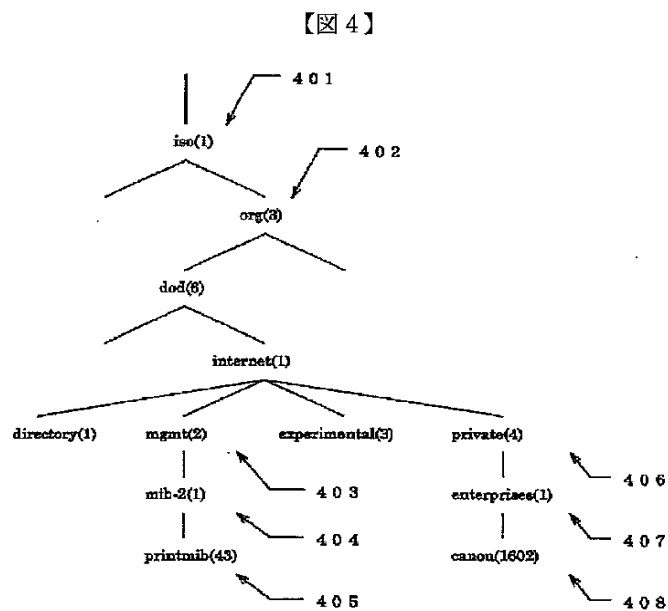 【図4】
401
iso(1)
402
org(3)
dod(6)
internet(1)
directory(1) mgmt(2) experimental(3) private(4)
406
mib-2(1) 403 enterprises(1)
404 407
printmib(43) canon(1602)
405 408